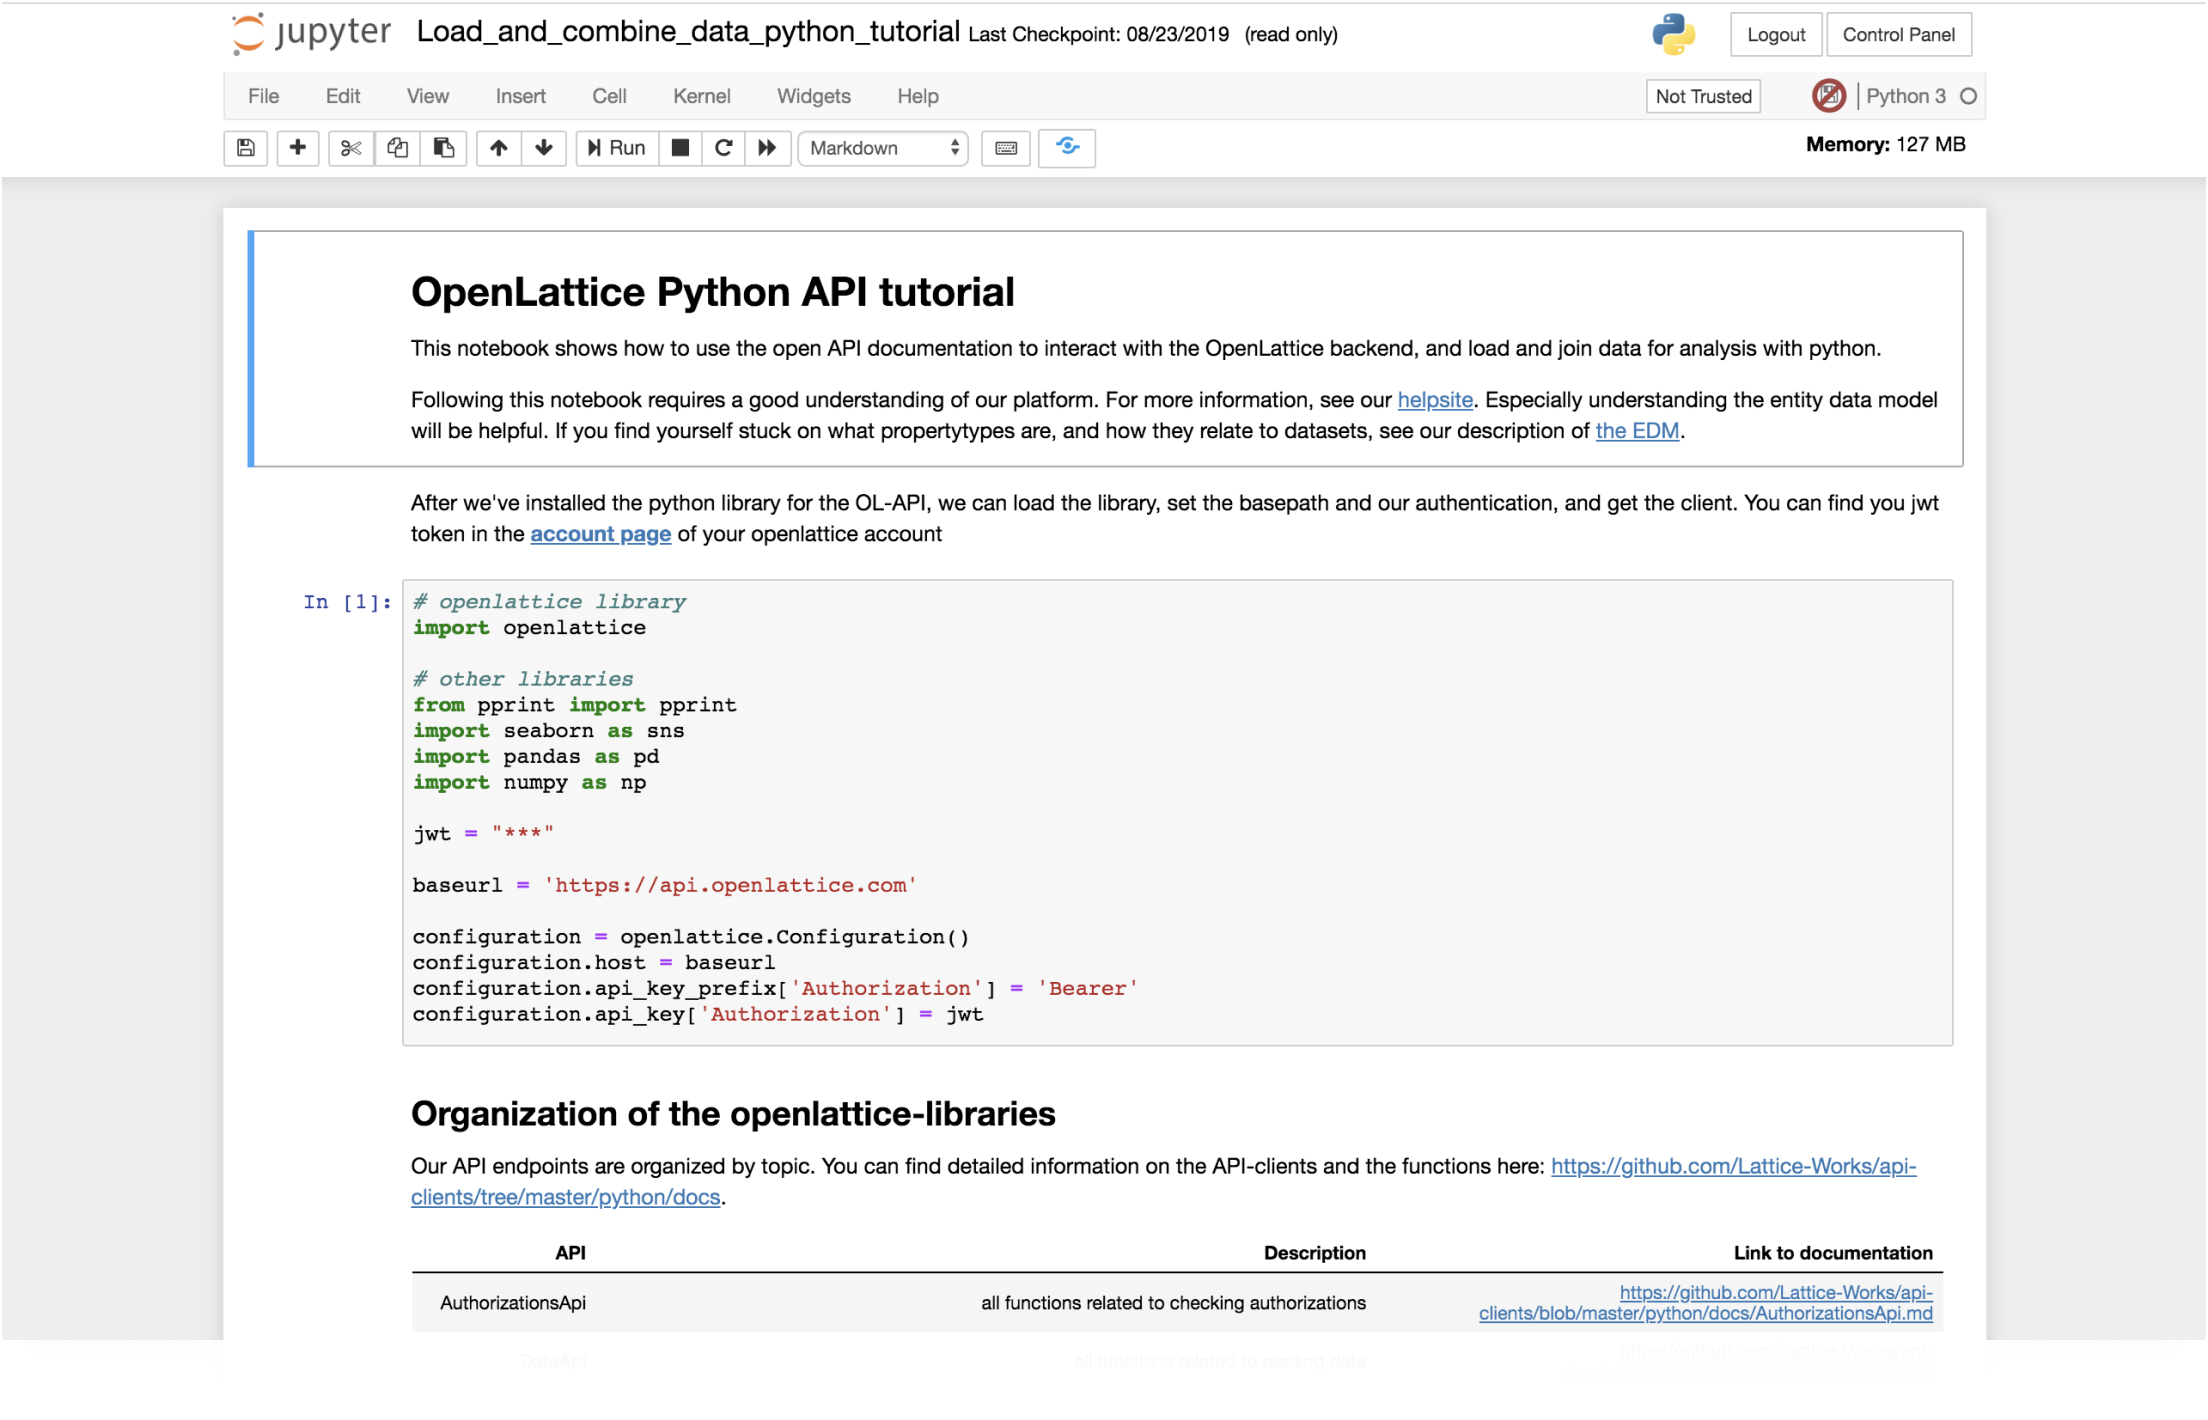 jupyter Load_and_combine_data_python_tutorial Last Checkpoint: 08/23/2019 (read only) Logout Control Panel
File Edit View Insert Cell Kernel Widgets Help Not Trusted Python 3
Run Markdown Memory: 127 MB
OpenLattice Python API tutorial
This notebook shows how to use the open API documentation to interact with the OpenLattice backend, and load and join data for analysis with python.
Following this notebook requires a good understanding of our platform. For more information, see our helpsite. Especially understanding the entity data model
will be helpful. If you find yourself stuck on what propertytypes are, and how they relate to datasets, see our description of the EDM.
After we've installed the python library for the OL-API, we can load the library, set the basepath and our authentication, and get the client. You can find you jwt
token in the account page of your openlattice account
In [1]: # openlattice library
import openlattice
# other libraries
from pprint import pprint
import seaborn as sns
import pandas as pd
import numpy as np
jwt = "***"
baseurl = 'https://api.openlattice.com'
configuration = openlattice.Configuration()
configuration.host = baseurl
configuration.api_key_prefix['Authorization'] = 'Bearer'
configuration.api_key['Authorization'] = jwt
Organization of the openlattice-libraries
Our API endpoints are organized by topic. You can find detailed information on the API-clients and the functions here: https://github.com/Lattice-Works/api-
clients/tree/master/python/docs.
API Description Link to documentation
AuthorizationsApi all functions related to checking authorizations https://github.com/Lattice-Works/api-
clients/blob/master/python/docs/AuthorizationsApi.md
DataApi all functions related to reading data https://github.com/Lattice-Works/api-